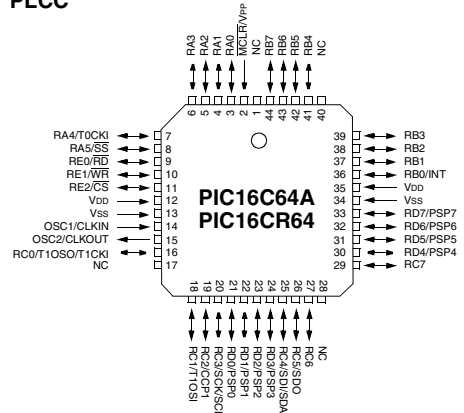 PLCC
RA3
RA2
RA1
RA0
MCLR/VPP
NC
RB7
RB6
RB5
RB4
NC
6
5
4
3
2
1
44
43
42
41
40
RA4/T0CKI 7
RA5/SS 8
RE0/RD 9
RE1/WR 10
RE2/CS 11
VDD 12
VSS 13
OSC1/CLKIN 14
OSC2/CLKOUT 15
RC0/T1OSO/T1CKI 16
NC 17
PIC16C64A
PIC16CR64
39 RB3
38 RB2
37 RB1
36 RB0/INT
35 VDD
34 VSS
33 RD7/PSP7
32 RD6/PSP6
31 RD5/PSP5
30 RD4/PSP4
29 RC7
18
19
20
21
22
23
24
25
26
27
28
RC1/T1OSI
RC2/CCP1
RC3/SCK/SCL
RD0/PSP0
RD1/PSP1
RD2/PSP2
RD3/PSP3
RC4/SDI/SDA
RC5/SDO
RC6
NC